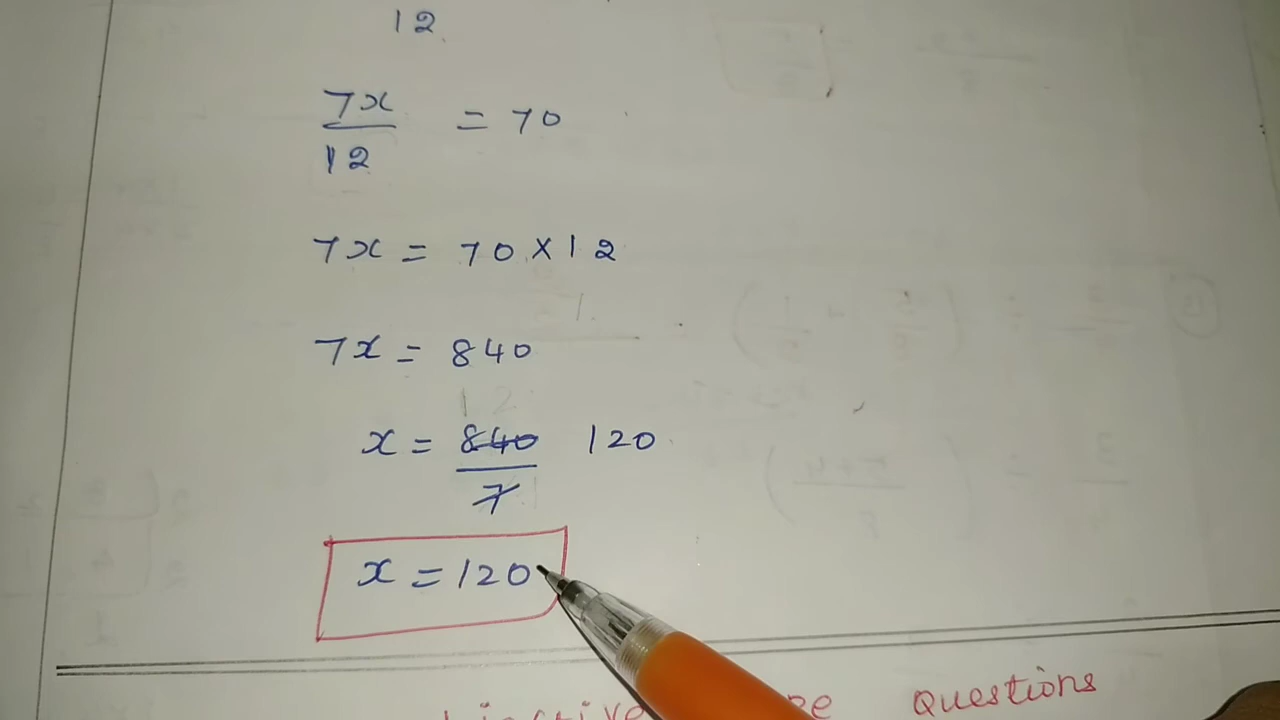 12
7x
12
= 70
7x = 70 × 12
7x = 840
x = 840
7
120
x = 120
Questions